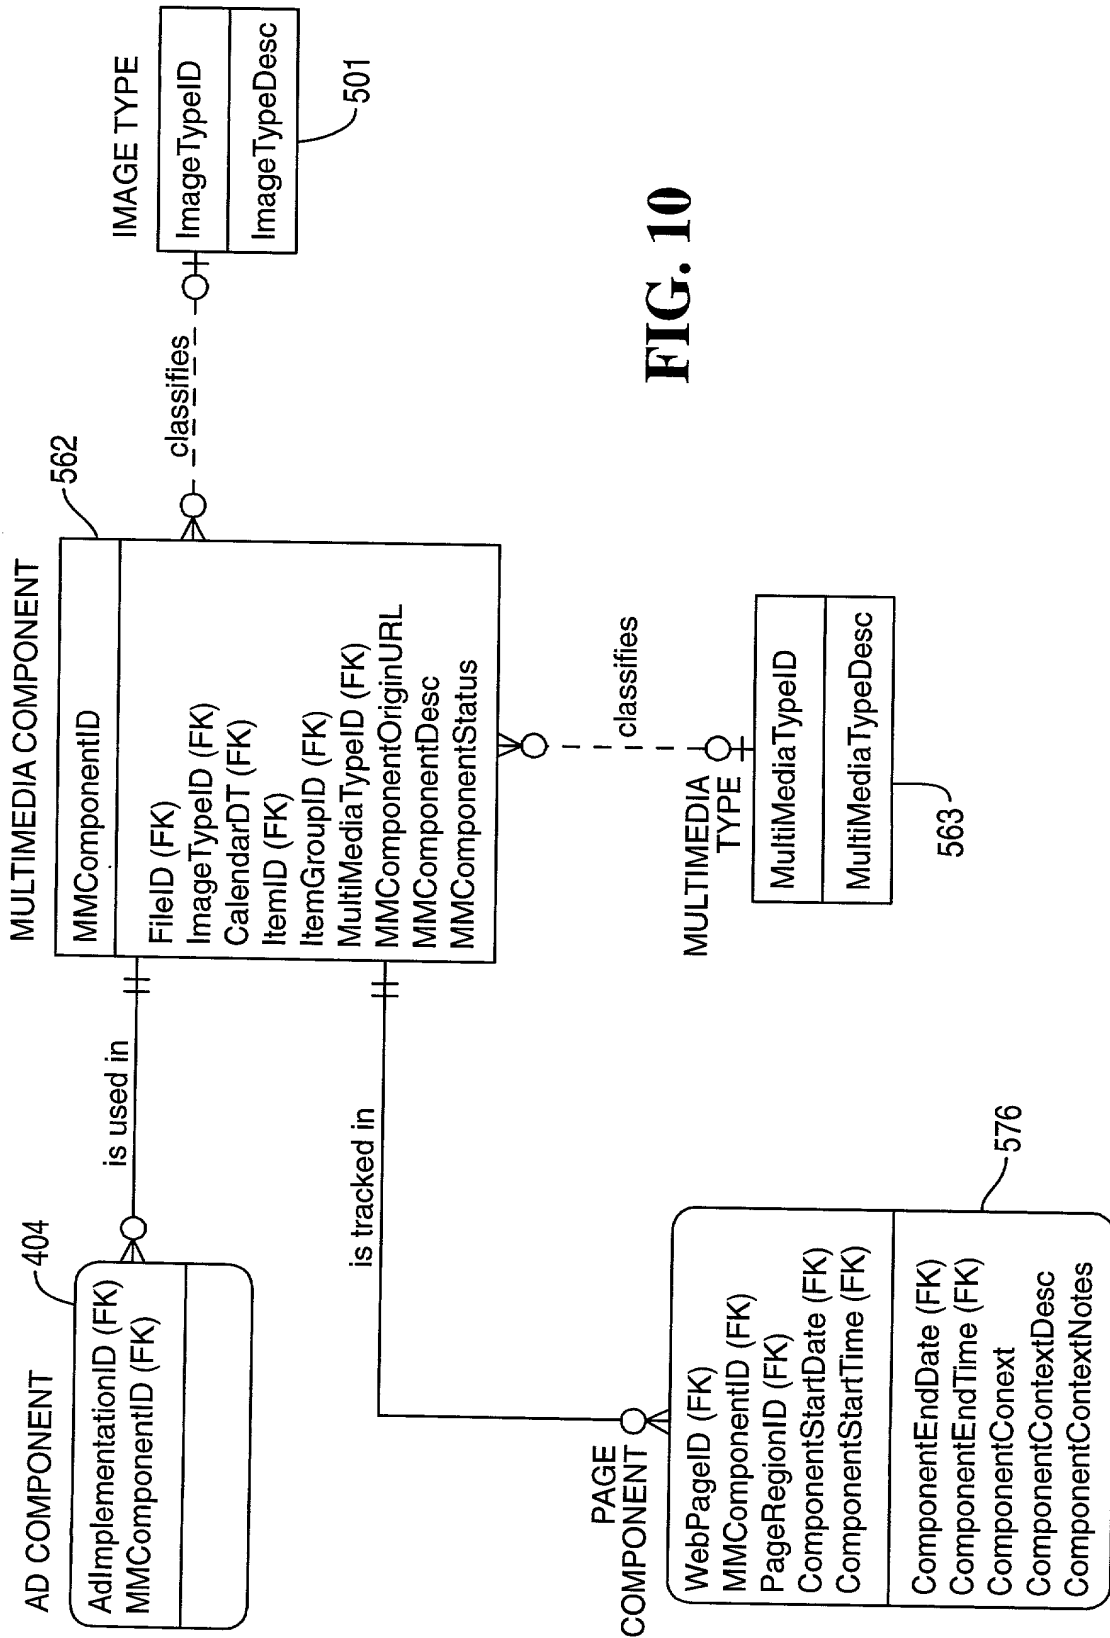 AD COMPONENT
404
AdImplementationID (FK)
MMComponentID (FK)
is used in
MULTIMEDIA COMPONENT
562
MMComponentID
FileID (FK)
ImageTypeID (FK)
CalendarDT (FK)
ItemID (FK)
ItemGroupID (FK)
MultiMediaTypeID (FK)
MMComponentOriginURL
MMComponentDesc
MMComponentStatus
classifies
IMAGE TYPE
ImageTypeID
ImageTypeDesc
501
is tracked in
PAGE
COMPONENT
WebPageID (FK)
MMComponentID (FK)
PageRegionID (FK)
ComponentStartDate (FK)
ComponentStartTime (FK)
ComponentEndDate (FK)
ComponentEndTime (FK)
ComponentConext
ComponentContextDesc
ComponentContextNotes
576
classifies
MULTIMEDIA
TYPE
MultiMediaTypeID
MultiMediaTypeDesc
563
FIG. 10